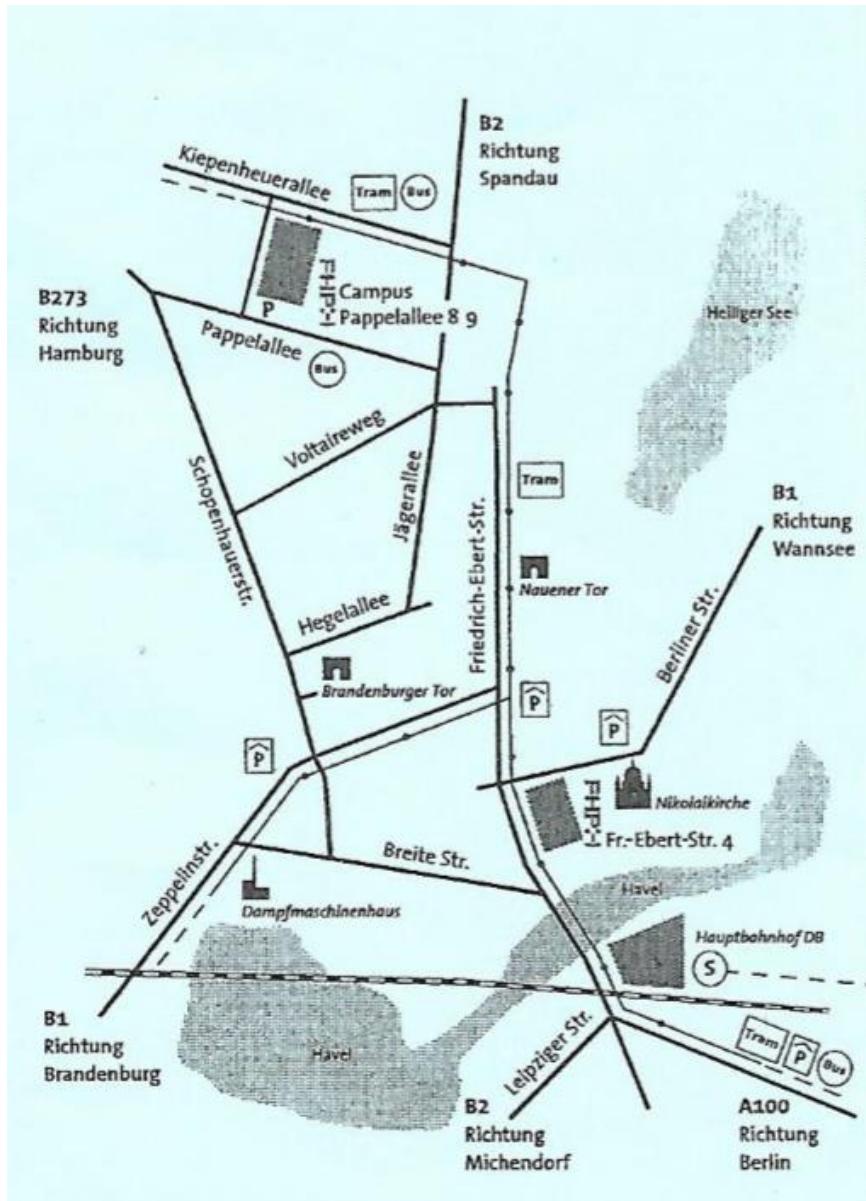 B2
Richtung
Spandau
Kiepenheuerallee
Tram
Bus
FHP
Campus
Pappelallee 8 9
P
B273
Richtung
Hamburg
Pappelallee
Bus
Heiliger See
Voltaireweg
Schopenhauerstr.
Jägerallee
Friedrich-Ebert-Str.
Tram
B1
Richtung
Wannsee
Nauener Tor
Hegelallee
Berliner Str.
Brandenburger Tor
P
P
P
Nikolaikirche
FHP
Fr.-Ebert-Str. 4
Breite Str.
Zeppelinstr.
Dampfmaschinenhaus
Havel
Hauptbahnhof DB
S
B1
Richtung
Brandenburg
Havel
Leipziger Str.
Tram
P
Bus
B2
Richtung
Michendorf
A100
Richtung
Berlin